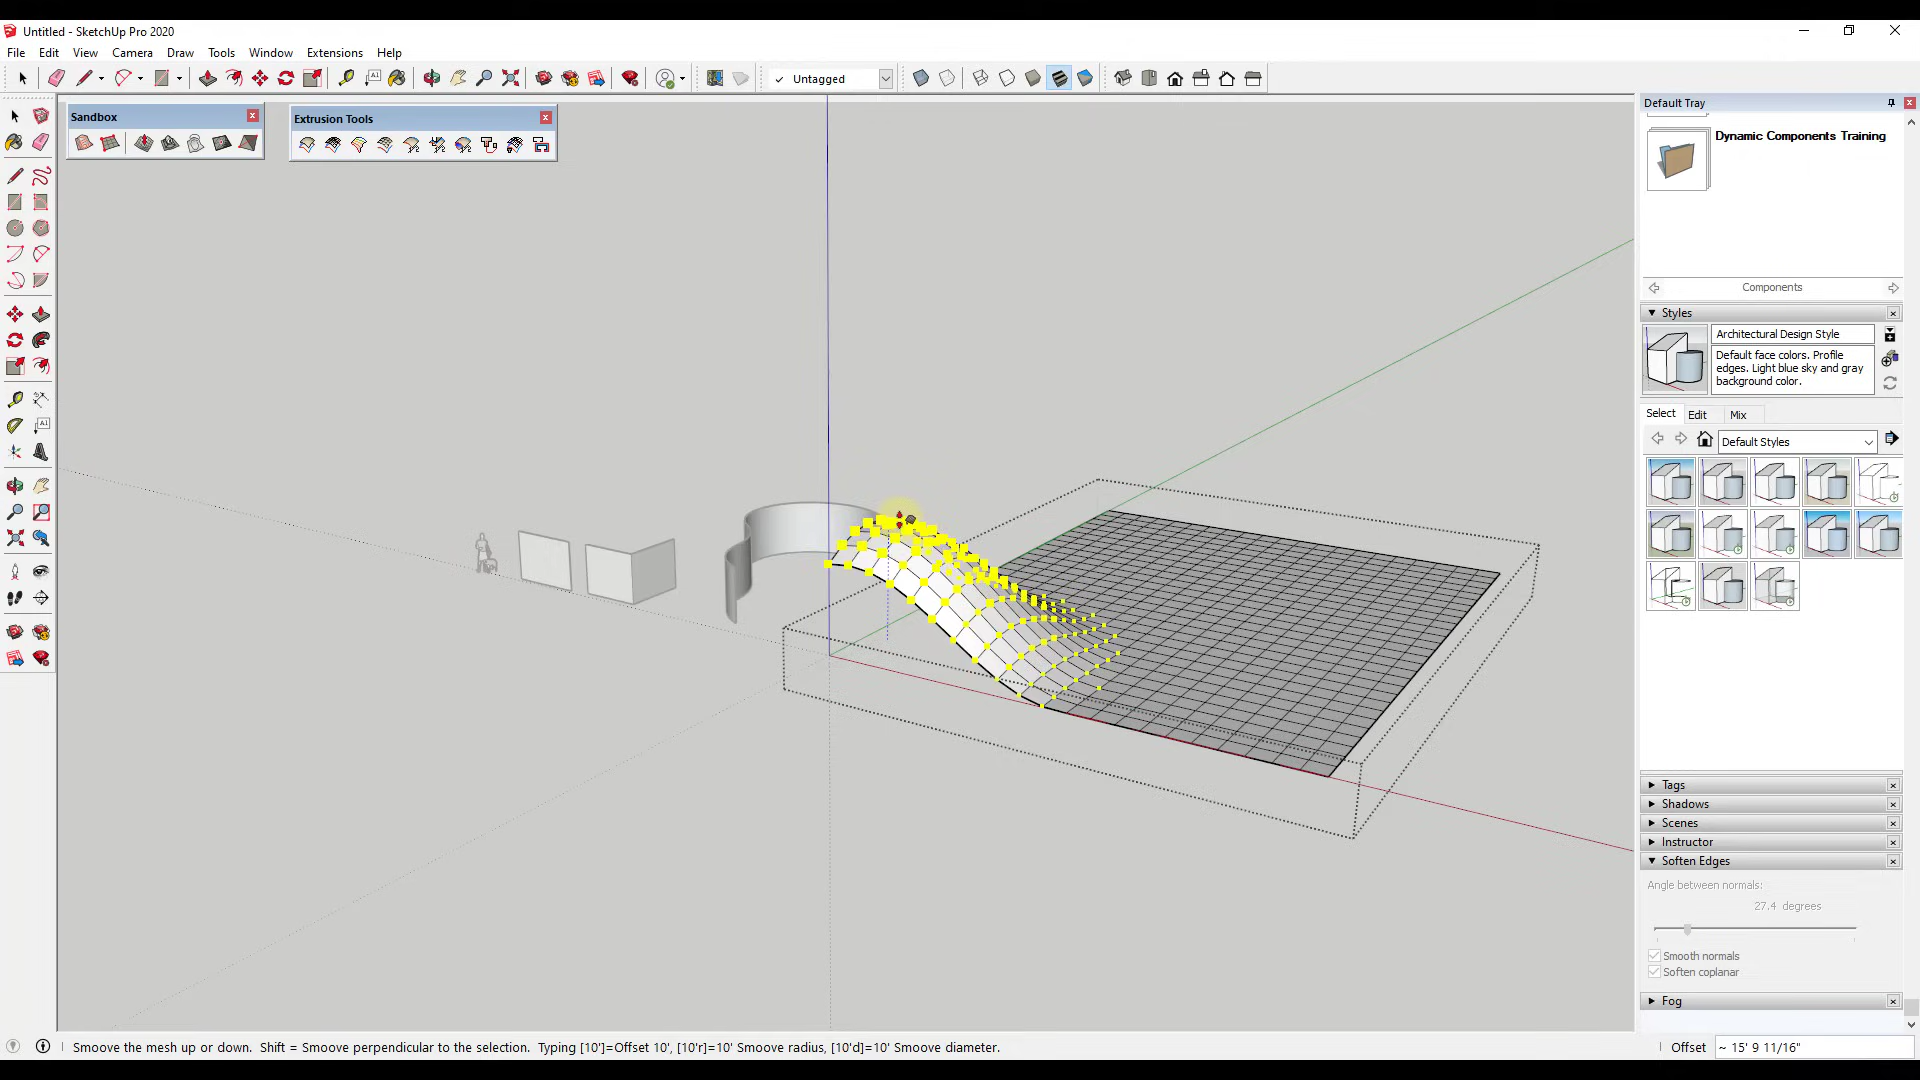 Untitled - SketchUp Pro 2020
File Edit View Camera Draw Tools Window Extensions Help
A1
✓ Untagged
Sandbox
Extrusion Tools
Default Tray
Dynamic Components Training
Components
Styles
Architectural Design Style
Default face colors. Profile
edges. Light blue sky and gray
background color.
Select Edit Mix
Default Styles
A1
Tags
Shadows
Scenes
Instructor
Soften Edges
Angle between normals:
27.4 degrees
Smooth normals
Soften coplanar
Fog
Smoove the mesh up or down. Shift = Smoove perpendicular to the selection. Typing [10']=Offset 10', [10'r]=10' Smoove radius, [10'd]=10' Smoove diameter.
Offset ~ 15' 9 11/16"